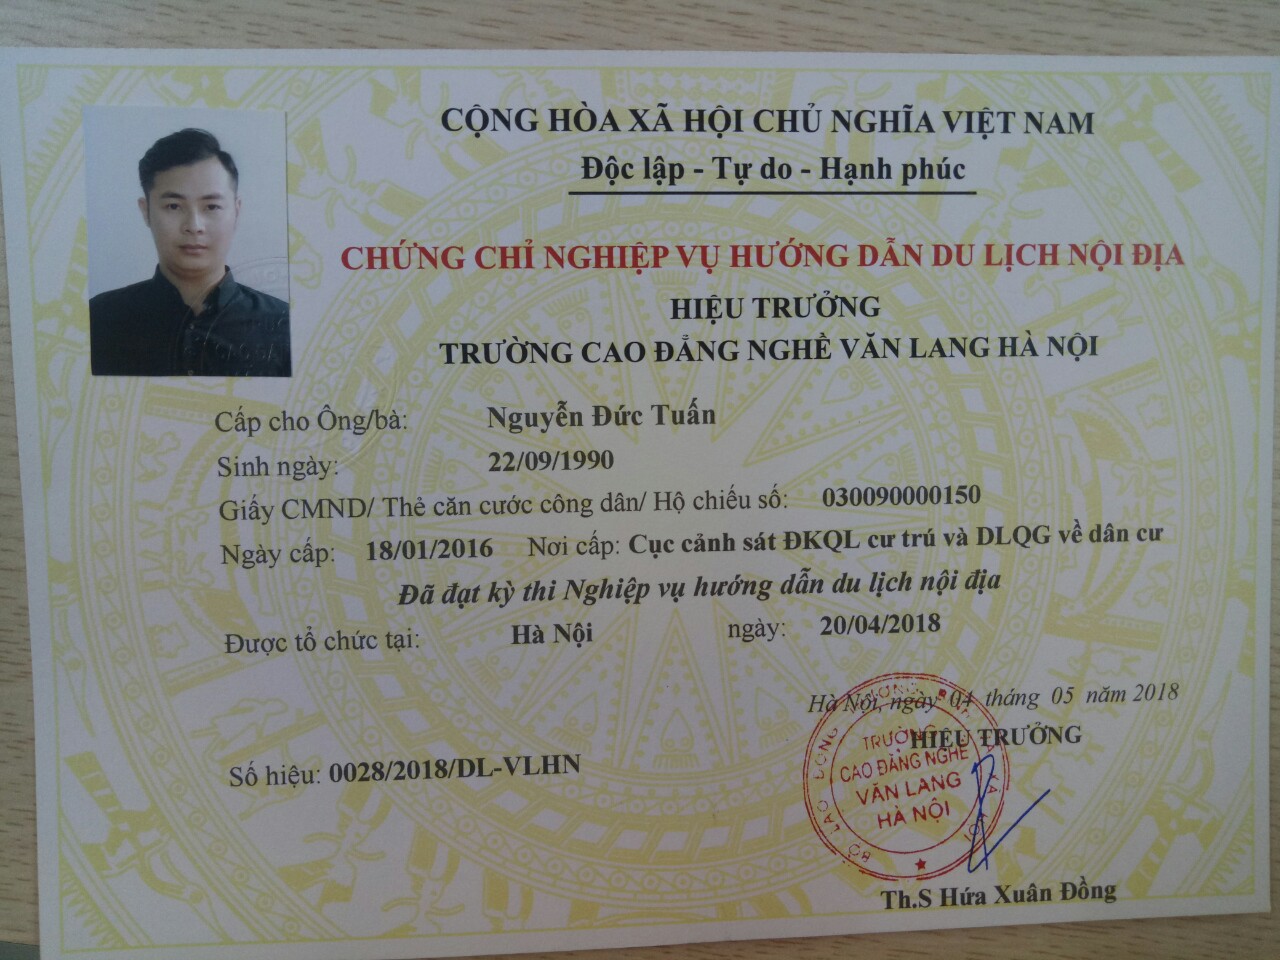 CỘNG HÒA XÃ HỘI CHỦ NGHĨA VIỆT NAM
Độc lập - Tự do - Hạnh phúc
CHỨNG CHỈ NGHIỆP VỤ HƯỚNG DẪN DU LỊCH NỘI ĐỊA
HIỆU TRƯỞNG
TRƯỜNG CAO ĐẲNG NGHỀ VĂN LANG HÀ NỘI
Cấp cho Ông/bà: Nguyễn Đức Tuấn
Sinh ngày: 22/09/1990
Giấy CMND/ Thẻ căn cước công dân/ Hộ chiếu số: 030090000150
Ngày cấp: 18/01/2016 Nơi cấp: Cục cảnh sát ĐKQL cư trú và DLQG về dân cư
Đã đạt kỳ thi Nghiệp vụ hướng dẫn du lịch nội địa
Được tổ chức tại: Hà Nội ngày: 20/04/2018
Hà Nội, ngày 04 tháng 05 năm 2018
HIỆU TRƯỞNG
Số hiệu: 0028/2018/DL-VLHN
TRƯỜNG
CAO ĐẲNG NGHỀ
VĂN LANG
HÀ NỘI
BỘ LAO ĐỘNG
Th.S Hứa Xuân Đồng